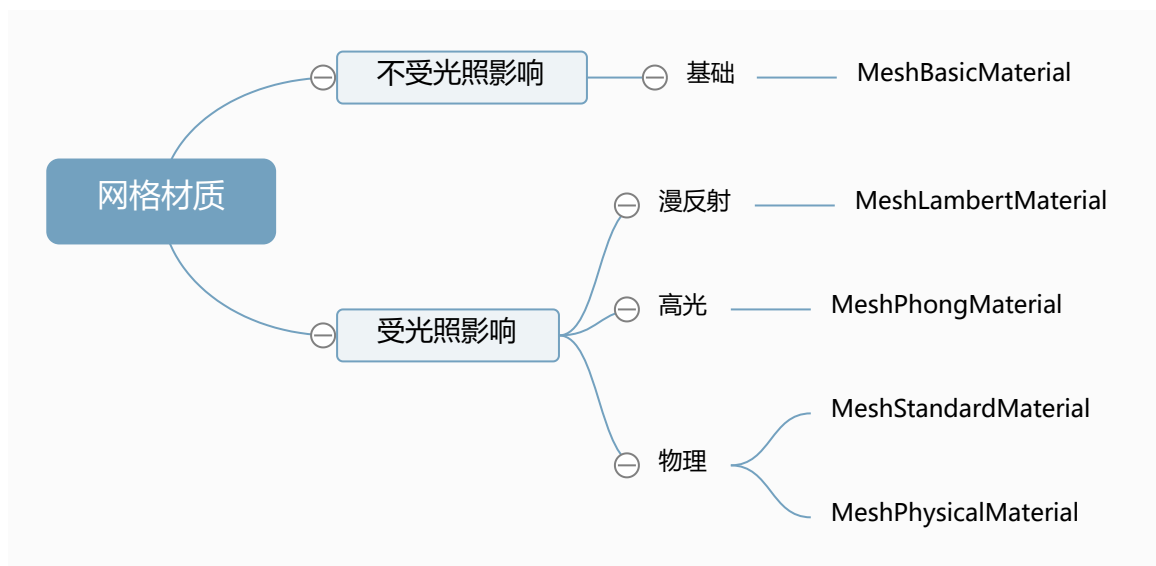 网格材质
不受光照影响
基础
MeshBasicMaterial
受光照影响
漫反射
MeshLambertMaterial
高光
MeshPhongMaterial
物理
MeshStandardMaterial
MeshPhysicalMaterial